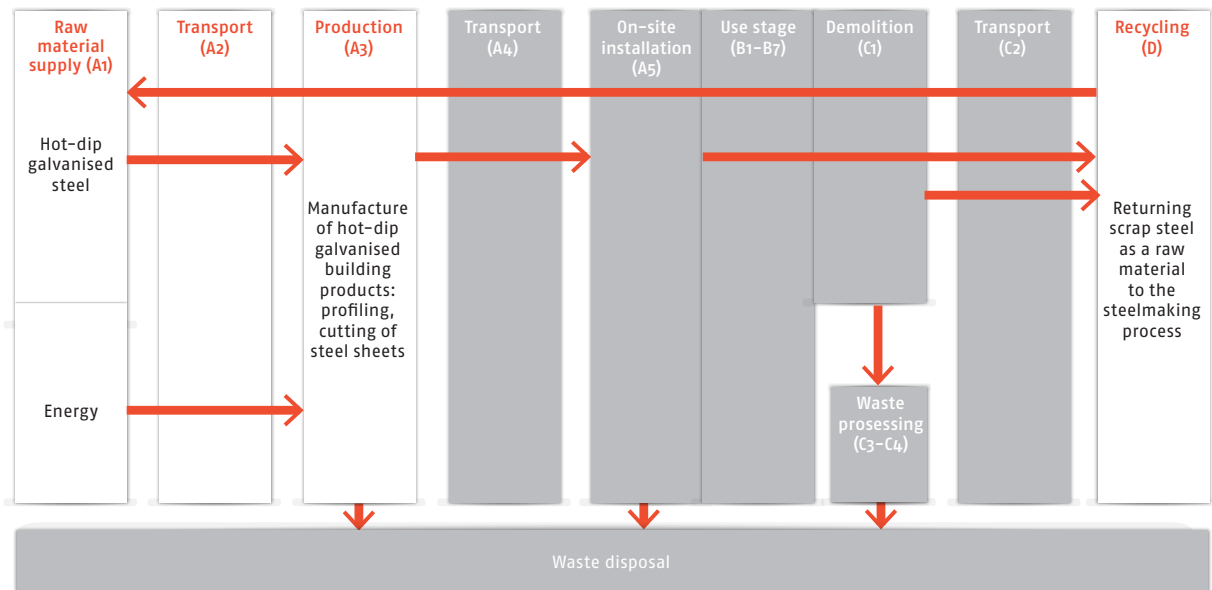 Raw
material
supply (A1)
Transport
(A2)
Production
(A3)
Transport
(A4)
On-site
installation
(A5)
Use stage
(B1-B7)
Demolition
(C1)
Transport
(C2)
Recycling
(D)
Hot-dip
galvanised
steel
Energy
Manufacture
of hot-dip
galvanised
building
products:
profiling,
cutting of
steel sheets
Waste
prosessing
(C3-C4)
Returning
scrap steel
as a raw
material
to the
steelmaking
process
Waste disposal